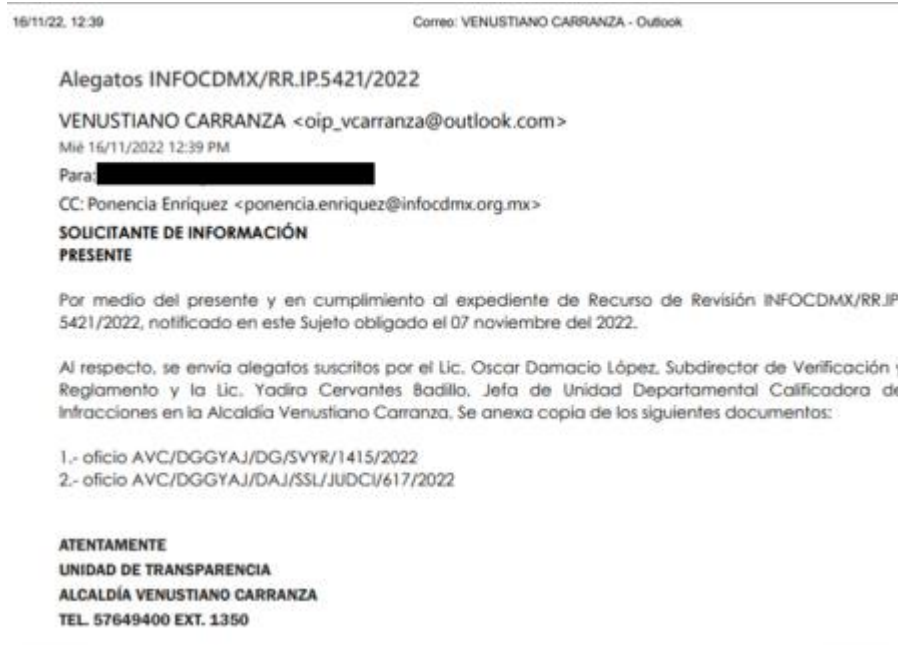 16/11/22, 12:39 Correo: VENUSTIANO CARRANZA - Outlook
Alegatos INFOCDMX/RR.IP.5421/2022
VENUSTIANO CARRANZA <oip_vcarranza@outlook.com>
Mié 16/11/2022 12:39 PM
Para:
CC: Ponencia Enríquez <ponencia.enriquez@infocdmx.org.mx>
SOLICITANTE DE INFORMACIÓN
PRESENTE
Por medio del presente y en cumplimiento al expediente de Recurso de Revisión INFOCDMX/RR.IP
5421/2022, notificado en este Sujeto obligado el 07 noviembre del 2022.
Al respecto, se envía alegatos suscritos por el Lic. Oscar Damacio López, Subdirector de Verificación y
Reglamento y la Lic. Yadira Cervantes Badillo, Jefa de Unidad Departamental Calificadora de
Infracciones en la Alcaldía Venustiano Carranza, Se anexa copia de los siguientes documentos:
1.- oficio AVC/DGGYAJ/DG/SVYR/1415/2022
2.- oficio AVC/DGGYAJ/DAJ/SSL/JUDCI/617/2022
ATENTAMENTE
UNIDAD DE TRANSPARENCIA
ALCALDÍA VENUSTIANO CARRANZA
TEL. 57649400 EXT. 1350